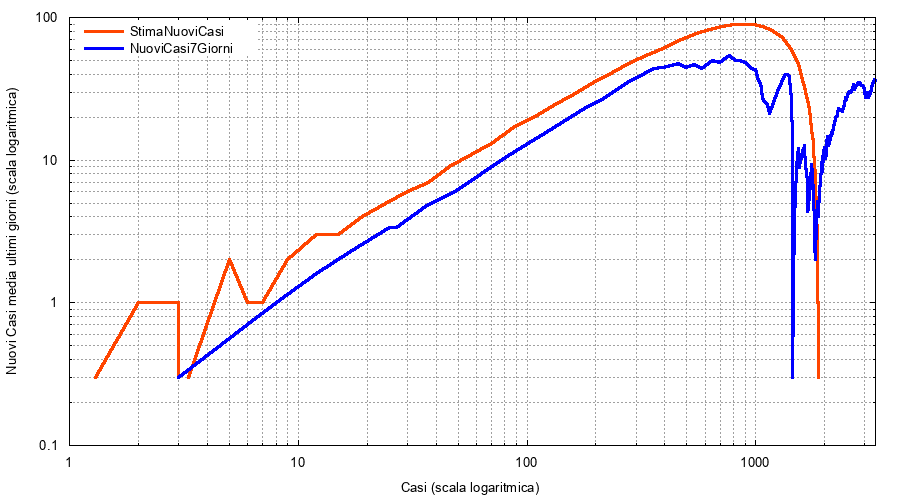 100
StimaNuoviCasi
NuoviCasi7Giorni
10
1
0.1
Nuovi Casi media ultimi giorni (scala logaritmica)
1 10 100 1000
Casi (scala logaritmica)